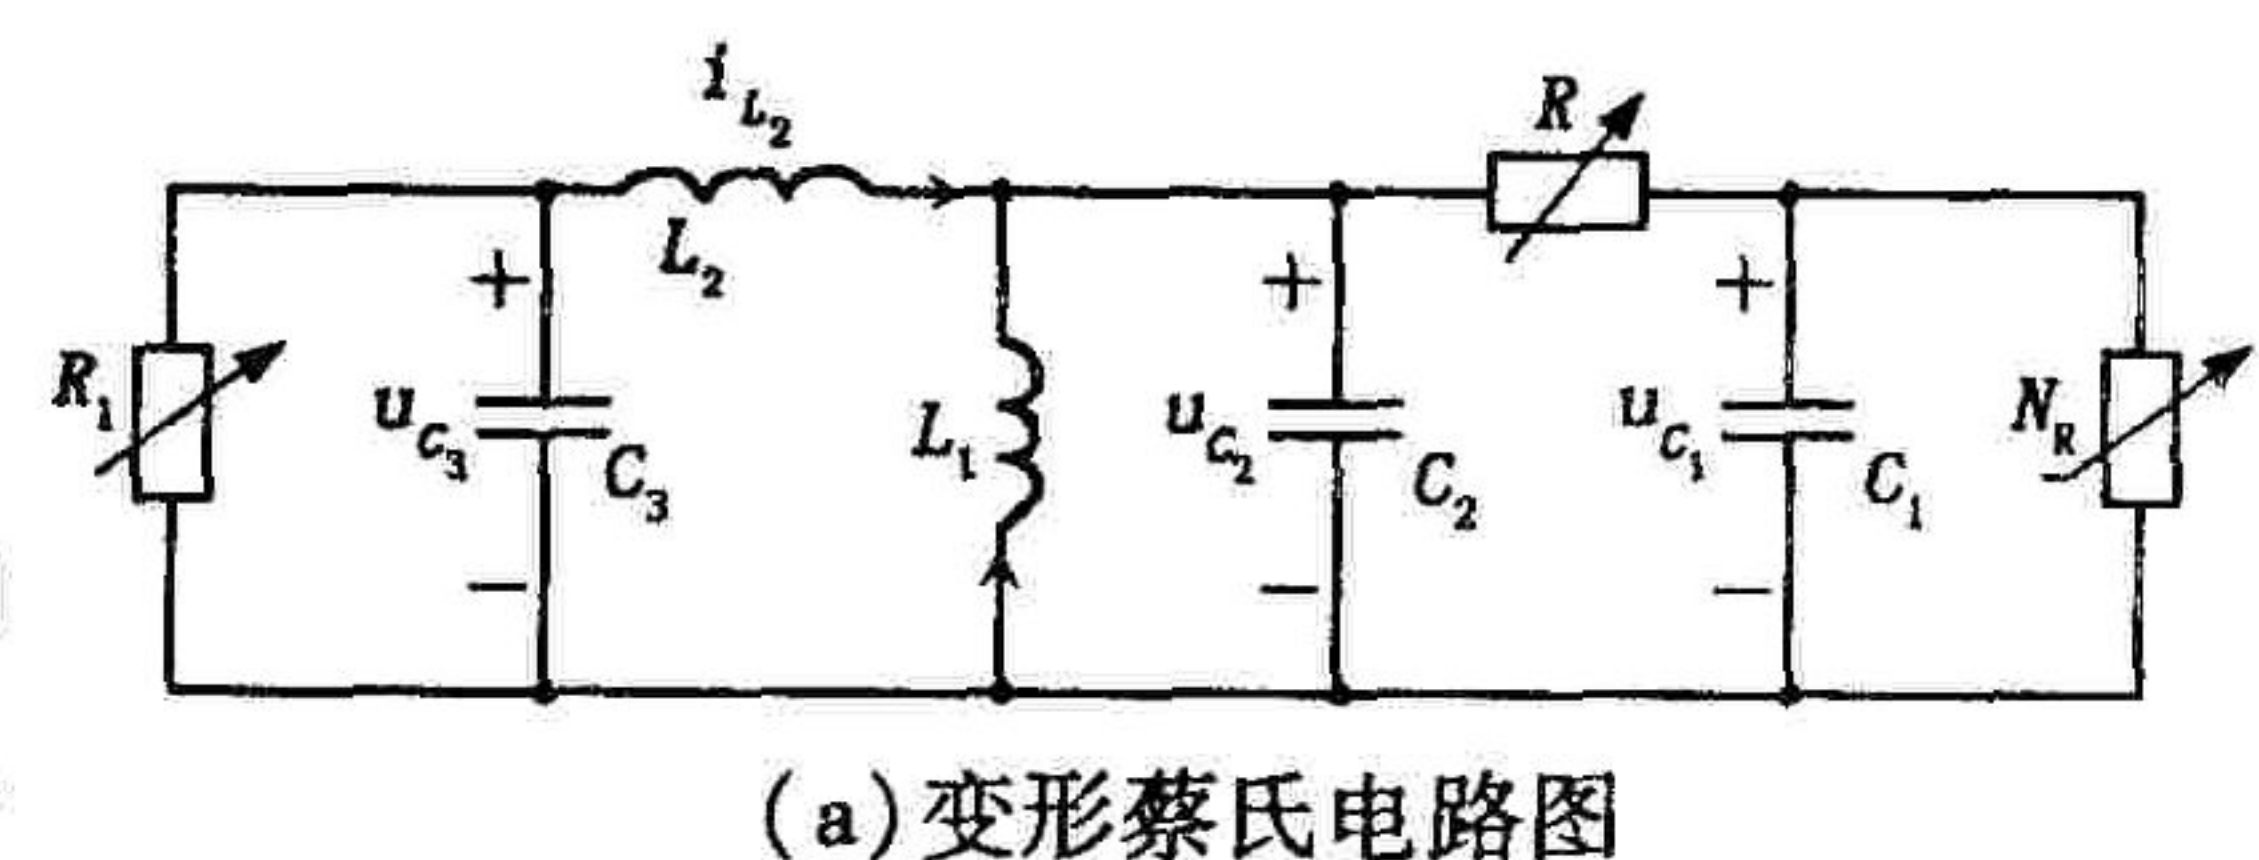 i_{L_2}
R
L_2
+ + +
R_1 u_{C_3} C_3 L_1 u_{C_2} C_2 u_{C_1} C_1 N_R
− − −
(a)变形蔡氏电路图